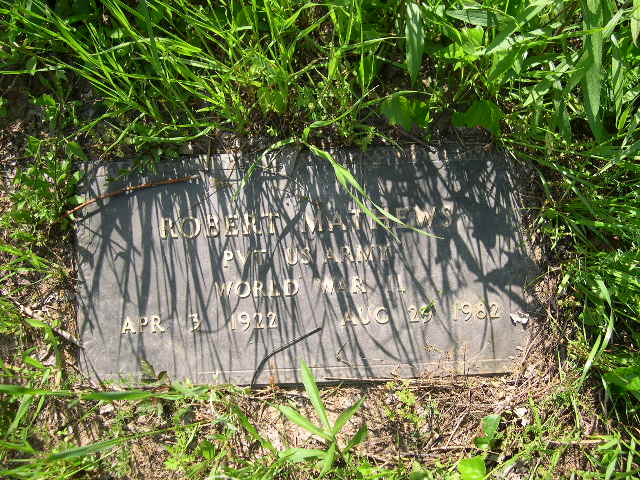 ROBERT MATHEWS
PVT US ARMY
WORLD WAR II
APR 3 1922 AUG 29 1982